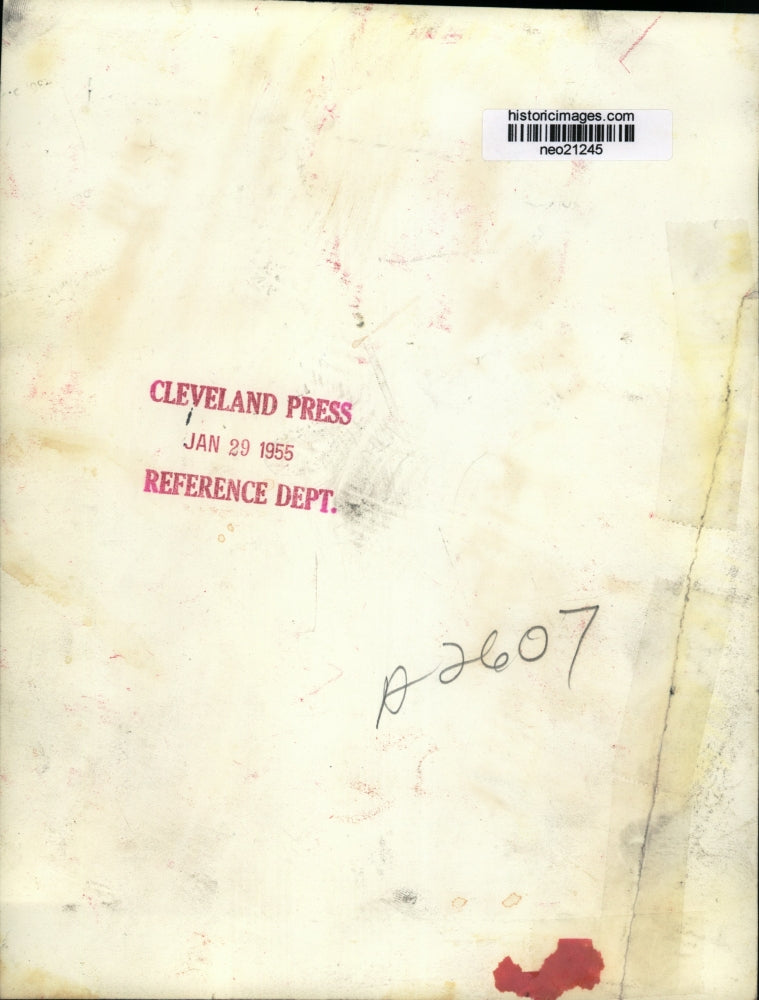 historicimages.com
neo21245
CLEVELAND PRESS
JAN 29 1955
REFERENCE DEPT.
A2607